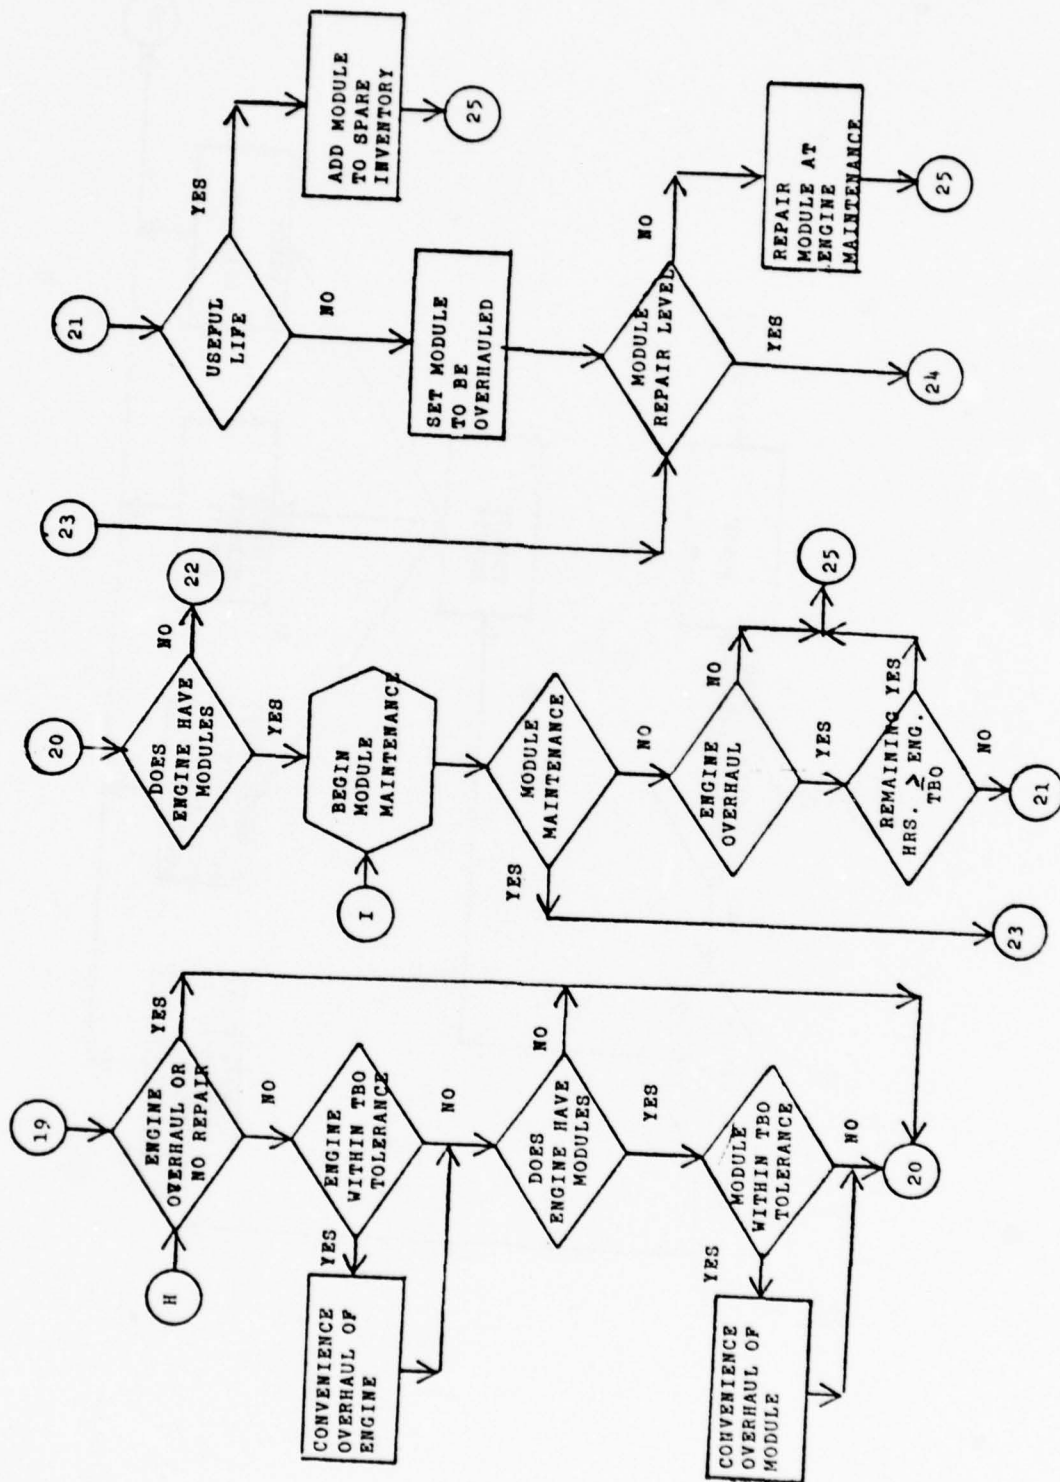 19
H
ENGINE
OVERHAUL OR
NO REPAIR
YES
NO
ENGINE
WITHIN TBO
TOLERANCE
YES
NO
CONVENIENCE
OVERHAUL OF
ENGINE
DOES
ENGINE HAVE
MODULES
NO
YES
MODULE
WITHIN TBO
TOLERANCE
YES
NO
CONVENIENCE
OVERHAUL OF
MODULE
20
20
DOES
ENGINE HAVE
MODULES
NO
22
YES
I
BEGIN
MODULE
MAINTENANCE
MODULE
MAINTENANCE
YES
NO
23
ENGINE
OVERHAUL
NO
YES
25
REMAINING
HRS. ≥ ENG.
TBO
YES
NO
21
23
21
USEFUL
LIFE
YES
NO
ADD MODULE
TO SPARE
INVENTORY
25
SET MODULE
TO BE
OVERHAULED
MODULE
REPAIR LEVEL
NO
YES
REPAIR
MODULE AT
ENGINE
MAINTENANCE
25
24